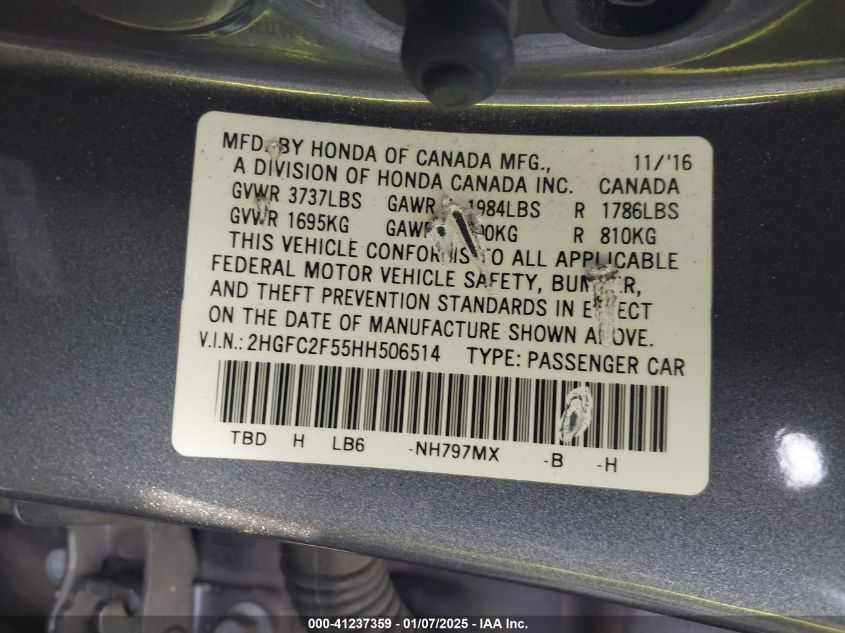 MFD. BY HONDA OF CANADA MFG., 11/'16
A DIVISION OF HONDA CANADA INC. CANADA
GVWR 3737LBS GAWR 1984LBS R 1786LBS
GVWR 1695KG R 810KG
THIS VEHICLE CONFORMS TO ALL APPLICABLE
FEDERAL MOTOR VEHICLE SAFETY, BUMPER,
AND THEFT PREVENTION STANDARDS IN EFFECT
ON THE DATE OF MANUFACTURE SHOWN ABOVE.
V.I.N.: 2HGFC2F55HH506514 TYPE: PASSENGER CAR
TBD H LB6 -NH797MX -B -H
000-41237359 — 01/07/2025 — IAA Inc.